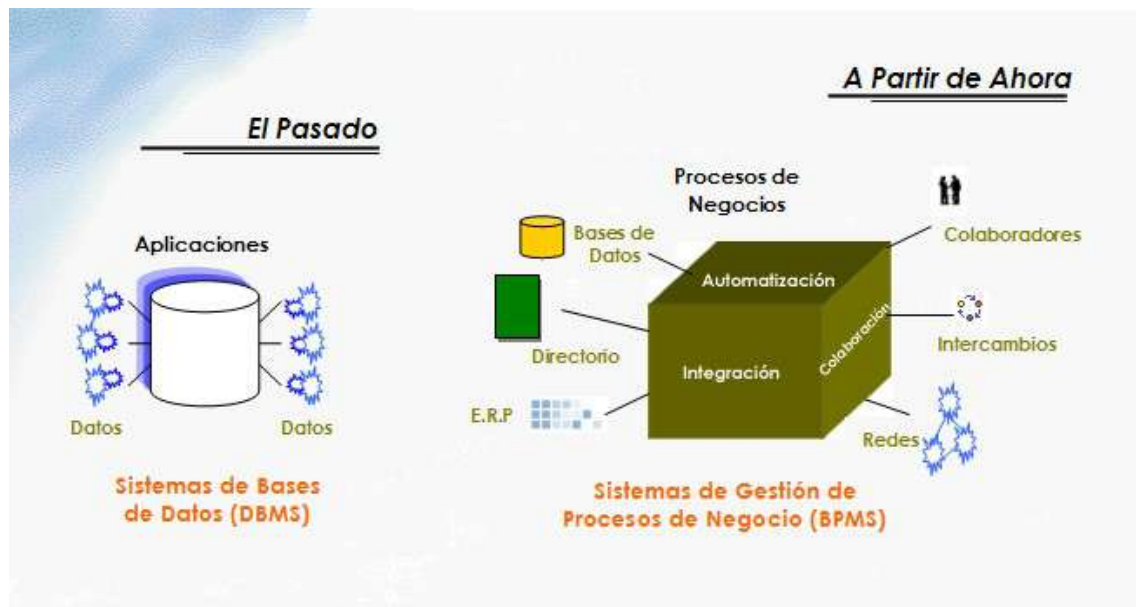 El Pasado
Aplicaciones
Datos
Datos
Sistemas de Bases
de Datos (DBMS)
A Partir de Ahora
Procesos de
Negocios
Bases de
Datos
Directorio
E.R.P
Automatización
Integración
Colaboración
Colaboradores
Intercambios
Redes
Sistemas de Gestión de
Procesos de Negocio (BPMS)